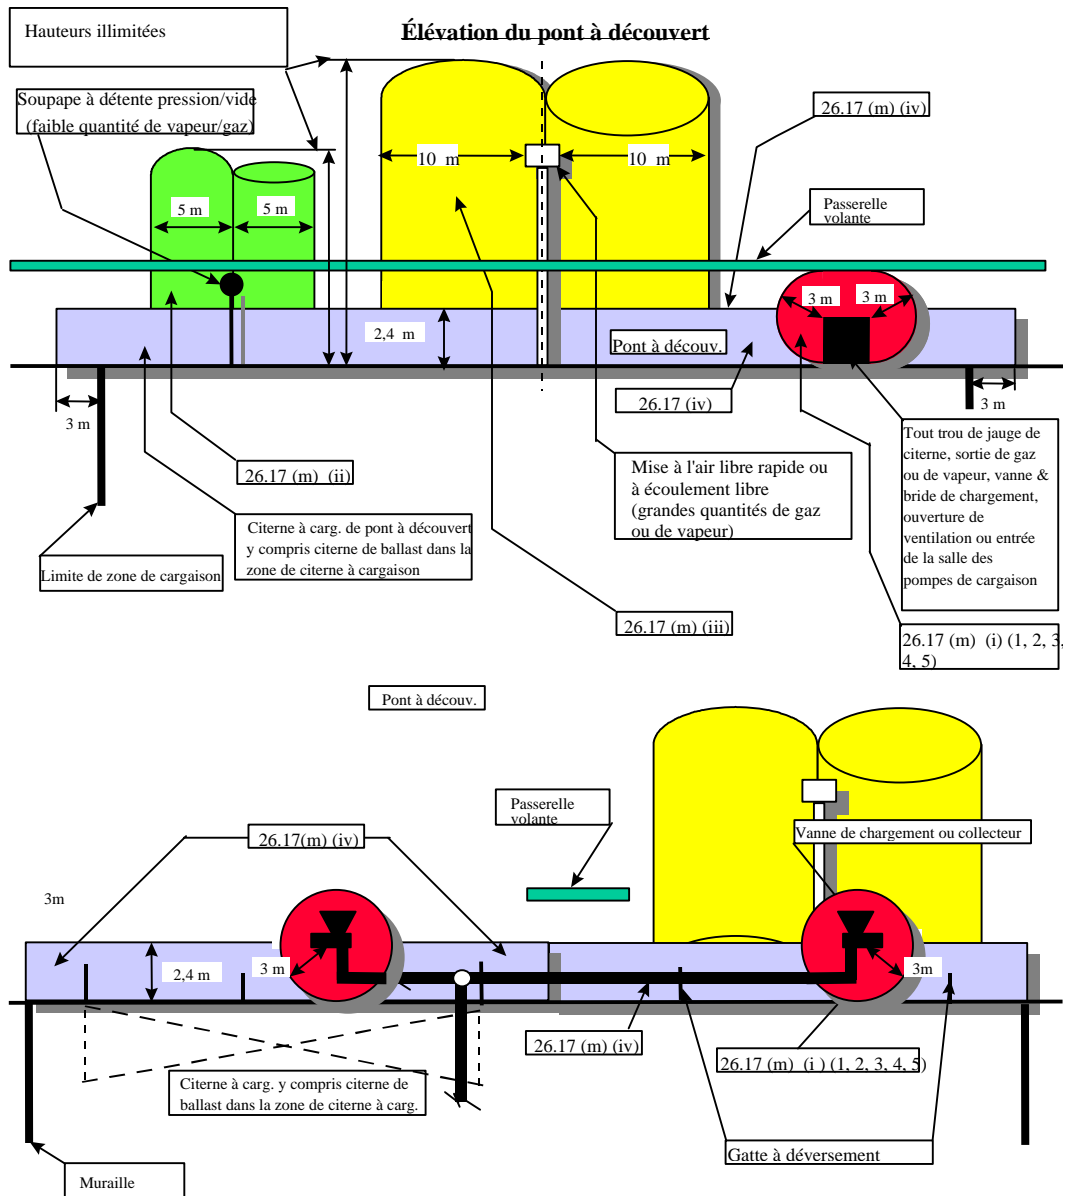 Hauteurs illimitées
Élévation du pont à découvert
Soupape à détente pression/vide
(faible quantité de vapeur/gaz)
26.17 (m) (iv)
10 m
10 m
5 m
5 m
Passerelle
volante
3 m
3 m
2,4 m
Pont à découv.
26.17 (iv)
3 m
3 m
26.17 (m) (ii)
Mise à l'air libre rapide ou
à écoulement libre
(grandes quantités de gaz
ou de vapeur)
Tout trou de jauge de
citerne, sortie de gaz
ou de vapeur, vanne &
bride de chargement,
ouverture de
ventilation ou entrée
de la salle des
pompes de cargaison
Citerne à carg. de pont à découvert
y compris citerne de ballast dans la
zone de citerne à cargaison
Limite de zone de cargaison
26.17 (m) (iii)
26.17 (m) (i) (1, 2, 3,
4, 5)
Pont à découv.
Passerelle
volante
26.17(m) (iv)
Vanne de chargement ou collecteur
3m
2,4 m
3 m
3m
26.17 (m) (iv)
26.17 (m) (i ) (1, 2, 3, 4, 5)
Citerne à carg. y compris citerne de
ballast dans la zone de citerne à carg.
Gatte à déversement
Muraille